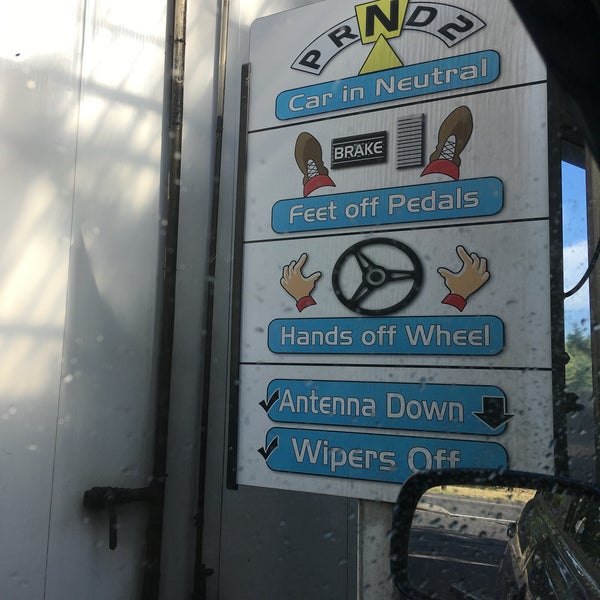 PRND2
Car in Neutral
BRAKE
Feet off Pedals
Hands off Wheel
Antenna Down
Wipers Off